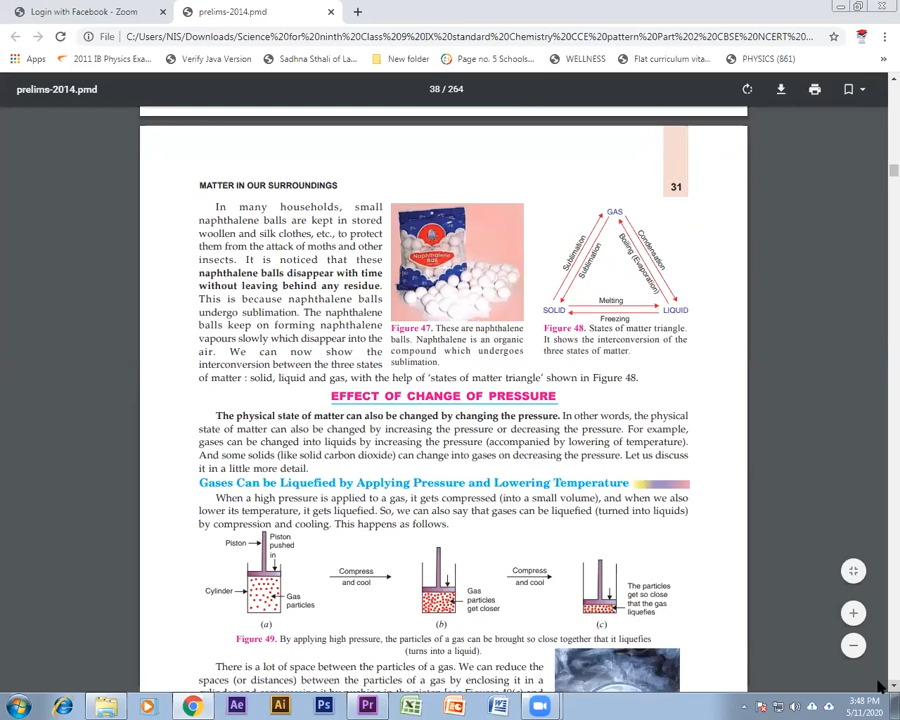 Login with Facebook - Zoom
prelims-2014.pmd
File
C:/Users/NIS/Downloads/Science%20for%20ninth%20Class%209%20IX%20standard%20Chemistry%20CCE%20pattern%20Part%202%20CBSE%20NCERT%20...
Apps
2011 IB Physics Exa...
Verify Java Version
Sadhna Sthali of La...
New folder
Page no. 5 Schools...
WELLNESS
Flat curriculum vita...
PHYSICS (861)
prelims-2014.pmd
38 / 264
MATTER IN OUR SURROUNDINGS
31
In many households, small
naphthalene balls are kept in stored
woollen and silk clothes, etc., to protect
them from the attack of moths and other
insects. It is noticed that these
naphthalene balls disappear with time
without leaving behind any residue.
This is because naphthalene balls
undergo sublimation. The naphthalene
balls keep on forming naphthalene
vapours slowly which disappear into the
air. We can now show the
interconversion between the three states
of matter : solid, liquid and gas, with the help of ‘states of matter triangle’ shown in Figure 48.
Naphthalene
Figure 47. These are naphthalene
balls. Naphthalene is an organic
compound which undergoes
sublimation.
GAS
Sublimation
Sublimation
Condensation
Boiling (Evaporation)
Melting
SOLID
LIQUID
Freezing
Figure 48. States of matter triangle.
It shows the interconversion of the
three states of matter.
EFFECT OF CHANGE OF PRESSURE
The physical state of matter can also be changed by changing the pressure. In other words, the physical
state of matter can also be changed by increasing the pressure or decreasing the pressure. For example,
gases can be changed into liquids by increasing the pressure (accompanied by lowering of temperature).
And some solids (like solid carbon dioxide) can change into gases on decreasing the pressure. Let us discuss
it in a little more detail.
Gases Can be Liquefied by Applying Pressure and Lowering Temperature
When a high pressure is applied to a gas, it gets compressed (into a small volume), and when we also
lower its temperature, it gets liquefied. So, we can also say that gases can be liquefied (turned into liquids)
by compression and cooling. This happens as follows.
Piston
Piston
pushed
in
Cylinder
Gas
particles
(a)
Compress
and cool
Gas
particles
get closer
(b)
Compress
and cool
The particles
get so close
that the gas
liquefies
(c)
Figure 49. By applying high pressure, the particles of a gas can be brought so close together that it liquefies
(turns into a liquid).
There is a lot of space between the particles of a gas. We can reduce the
spaces (or distances) between the particles of a gas by enclosing it in a
Ae
Ai
Ps
Pr
3:48 PM
5/11/2020